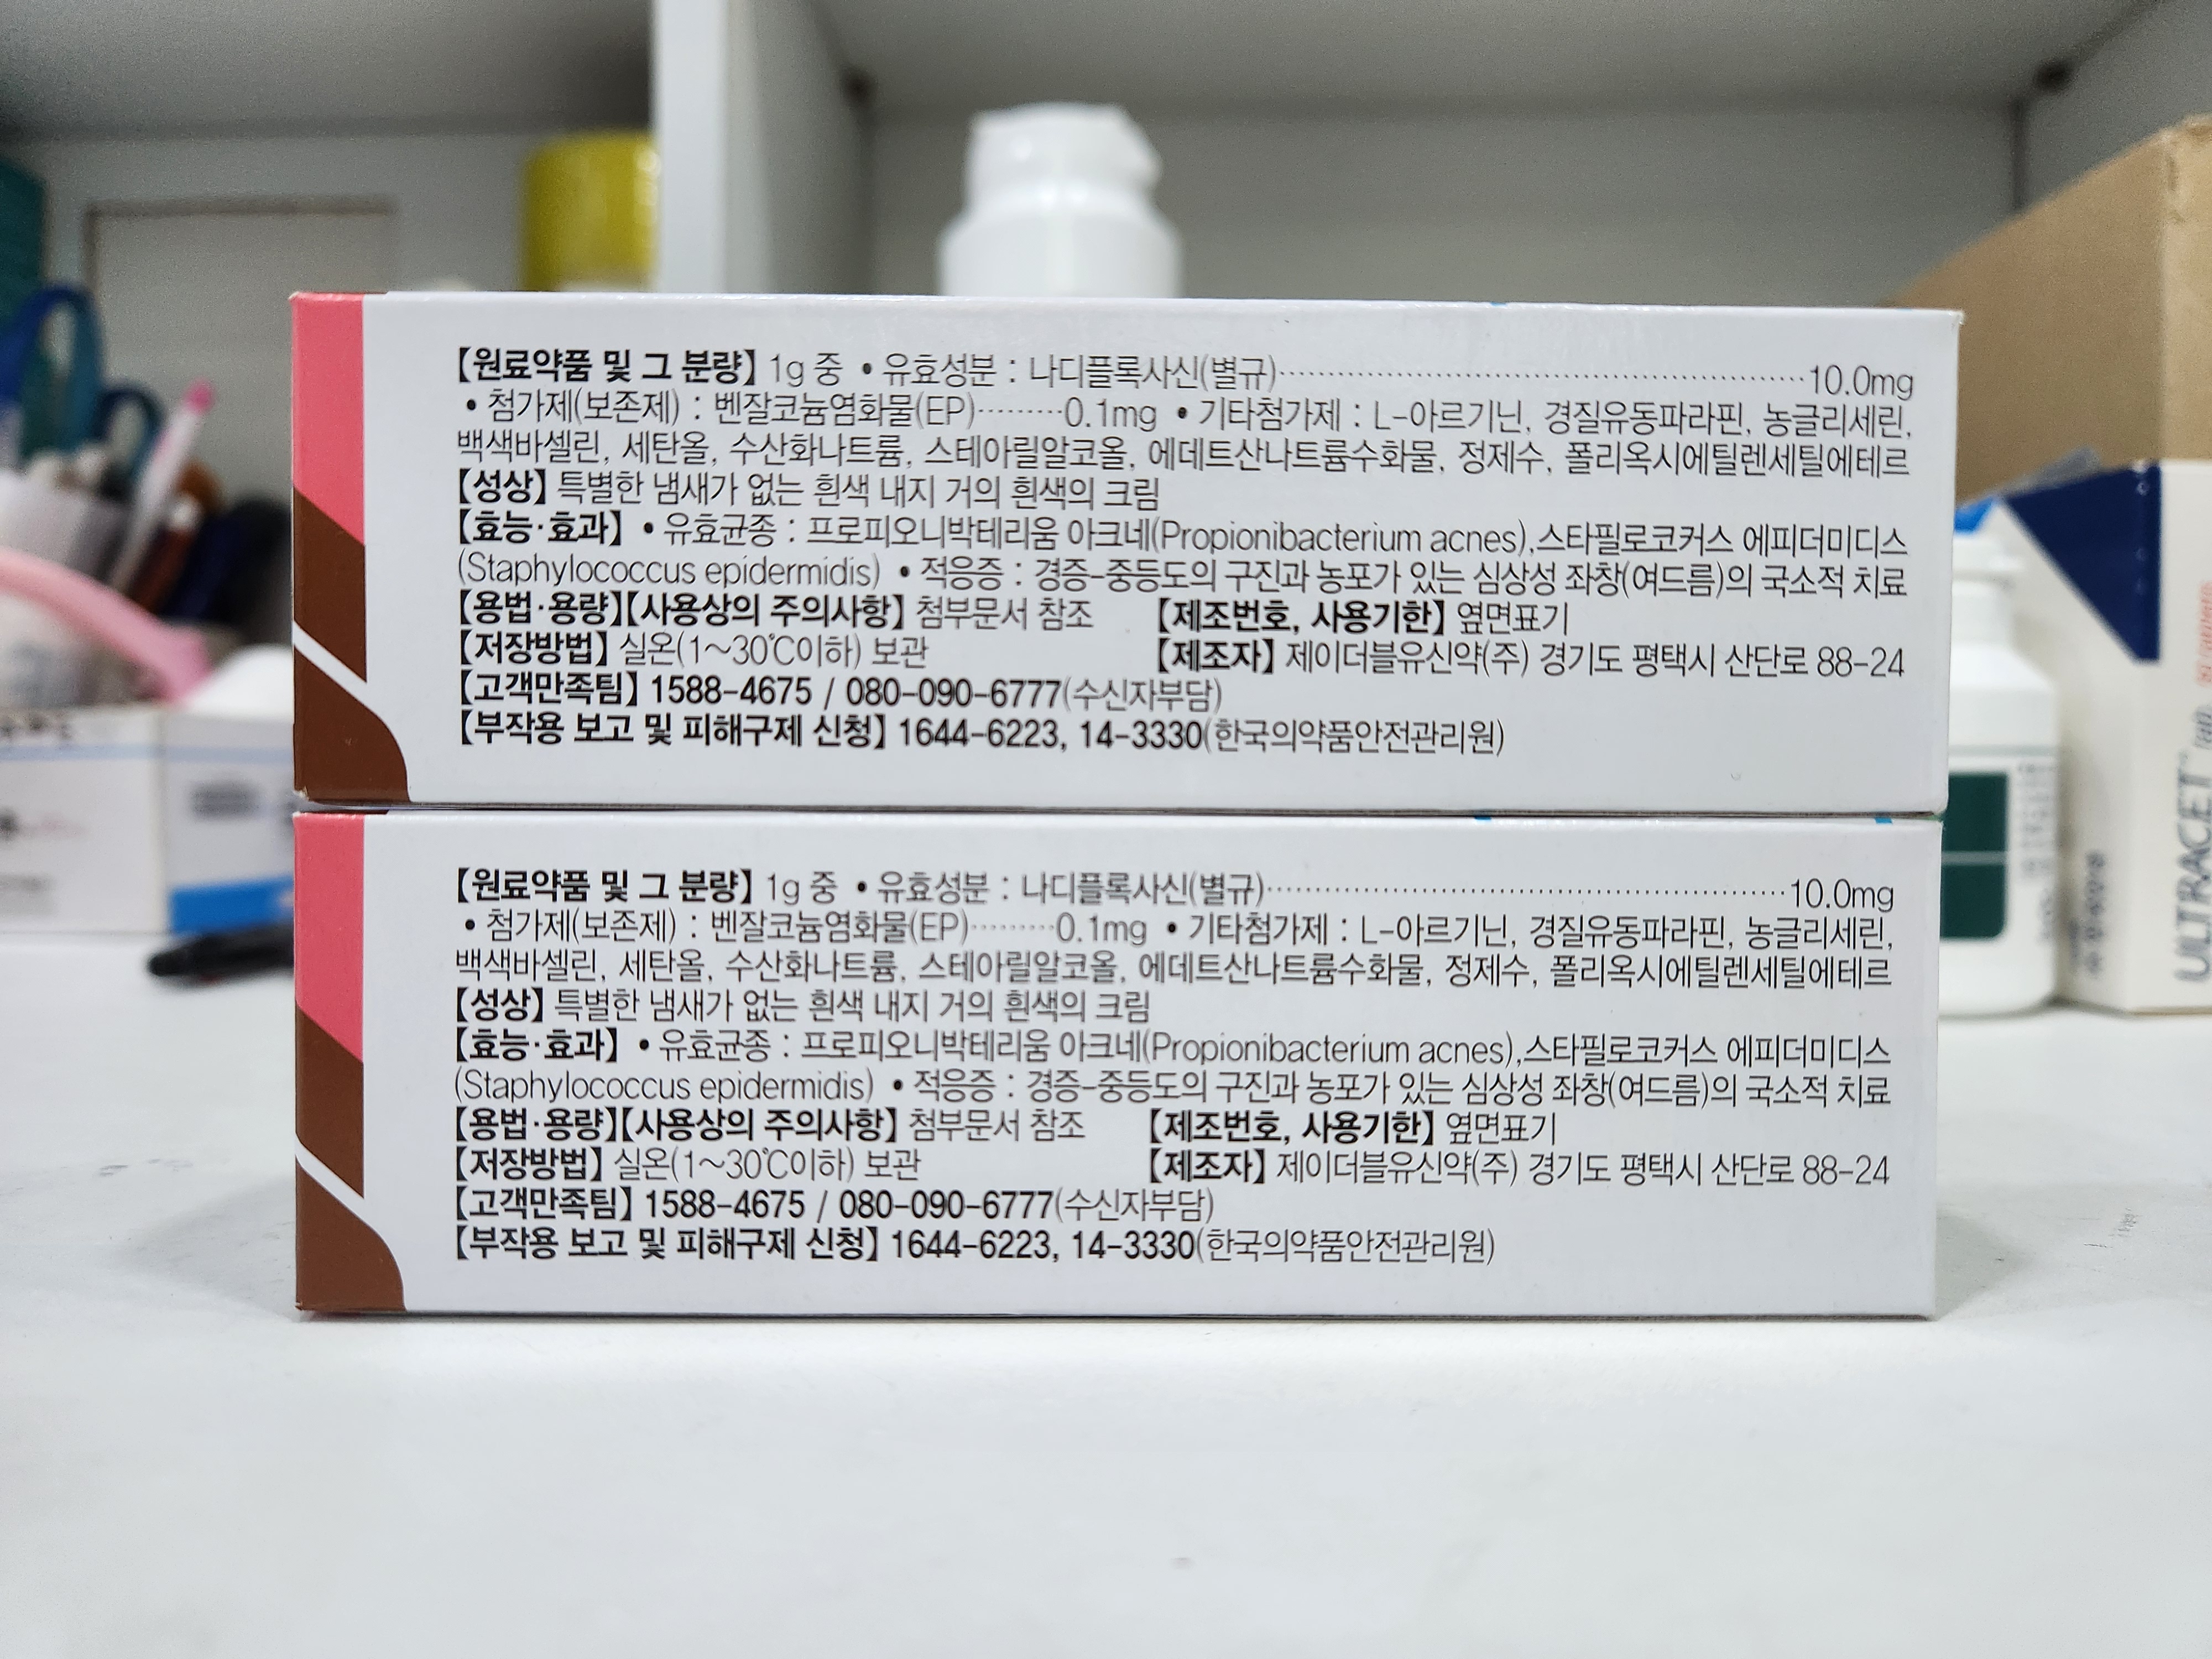 【원료약품 및 그 분량】 1g 중 • 유효성분 : 나디플록사신(별규)·····················10.0mg
• 첨가제(보존제) : 벤잘코늄염화물(EP)·········0.1mg • 기타첨가제 : L-아르기닌, 경질유동파라핀, 농글리세린,
백색바셀린, 세탄올, 수산화나트륨, 스테아릴알코올, 에데트산나트륨수화물, 정제수, 폴리옥시에틸렌세틸에테르
【성상】 특별한 냄새가 없는 흰색 내지 거의 흰색의 크림
【효능·효과】 • 유효균종 : 프로피오니박테리움 아크네(Propionibacterium acnes),스타필로코커스 에피더미디스
(Staphylococcus epidermidis) • 적응증 : 경증-중등도의 구진과 농포가 있는 심상성 좌창(여드름)의 국소적 치료
【용법·용량】【사용상의 주의사항】 첨부문서 참조 【제조번호, 사용기한】 옆면표기
【저장방법】 실온(1~30℃이하) 보관 【제조자】 제이더블유신약(주) 경기도 평택시 산단로 88-24
【고객만족팀】 1588-4675 / 080-090-6777(수신자부담)
【부작용 보고 및 피해구제 신청】 1644-6223, 14-3330(한국의약품안전관리원)
【원료약품 및 그 분량】 1g 중 • 유효성분 : 나디플록사신(별규)·····················10.0mg
• 첨가제(보존제) : 벤잘코늄염화물(EP)·········0.1mg • 기타첨가제 : L-아르기닌, 경질유동파라핀, 농글리세린,
백색바셀린, 세탄올, 수산화나트륨, 스테아릴알코올, 에데트산나트륨수화물, 정제수, 폴리옥시에틸렌세틸에테르
【성상】 특별한 냄새가 없는 흰색 내지 거의 흰색의 크림
【효능·효과】 • 유효균종 : 프로피오니박테리움 아크네(Propionibacterium acnes),스타필로코커스 에피더미디스
(Staphylococcus epidermidis) • 적응증 : 경증-중등도의 구진과 농포가 있는 심상성 좌창(여드름)의 국소적 치료
【용법·용량】【사용상의 주의사항】 첨부문서 참조 【제조번호, 사용기한】 옆면표기
【저장방법】 실온(1~30℃이하) 보관 【제조자】 제이더블유신약(주) 경기도 평택시 산단로 88-24
【고객만족팀】 1588-4675 / 080-090-6777(수신자부담)
【부작용 보고 및 피해구제 신청】 1644-6223, 14-3330(한국의약품안전관리원)
ULTRACET